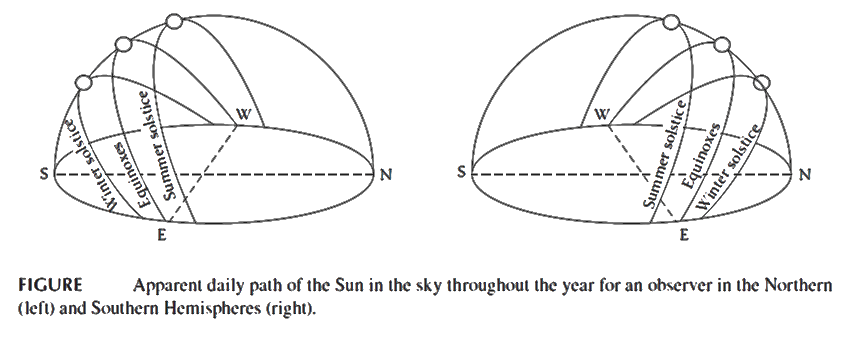 W
S
N
E
Winter solstice
Equinoxes
Summer solstice
W
S
N
E
Summer solstice
Equinoxes
Winter solstice
FIGURE Apparent daily path of the Sun in the sky throughout the year for an observer in the Northern
(left) and Southern Hemispheres (right).